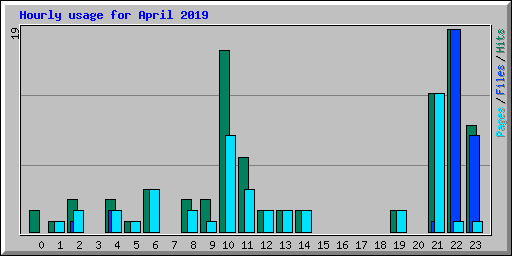 Hourly usage for April 2019
19
Pages/Files/Hits
0 1 2 3 4 5 6 7 8 9 10 11 12 13 14 15 16 17 18 19 20 21 22 23